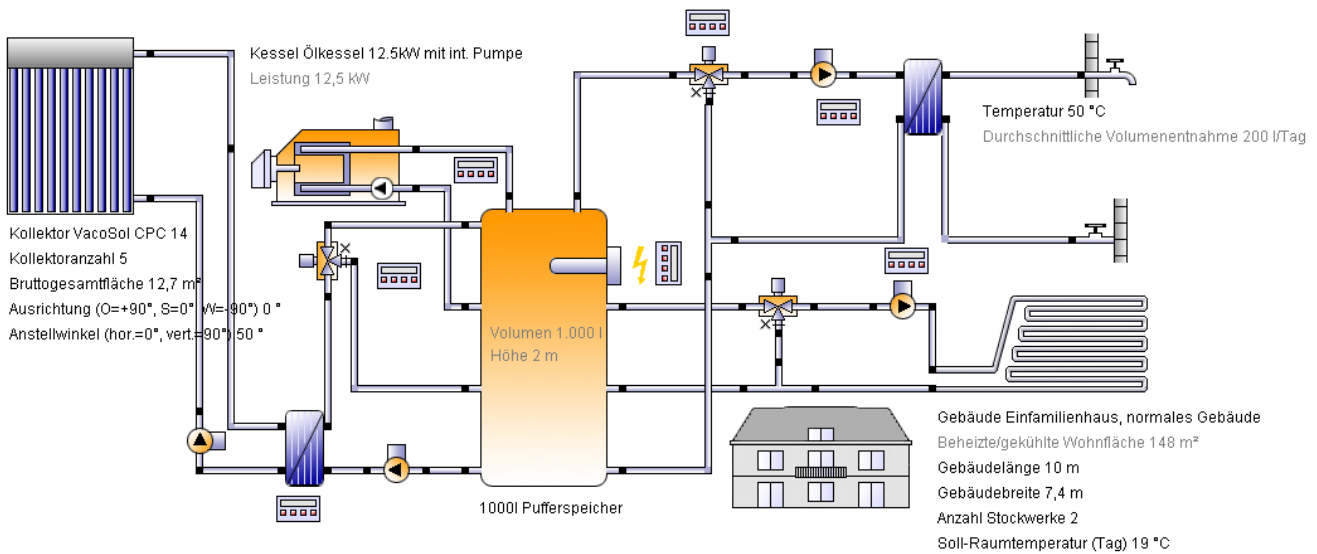 Kessel Ölkessel 12.5kW mit int. Pumpe
Leistung 12,5 kW
Temperatur 50 °C
Durchschnittliche Volumenentnahme 200 l/Tag
Kollektor VacoSol CPC 14
Kollektoranzahl 5
Bruttogesamtfläche 12,7 m²
Ausrichtung (O=+90°, S=0°, W=-90°) 0 °
Anstellwinkel (hor.=0°, vert.=90°) 50 °
Volumen 1.000 l
Höhe 2 m
1000l Pufferspeicher
Gebäude Einfamilienhaus, normales Gebäude
Beheizte/gekühlte Wohnfläche 148 m²
Gebäudelänge 10 m
Gebäudebreite 7,4 m
Anzahl Stockwerke 2
Soll-Raumtemperatur (Tag) 19 °C